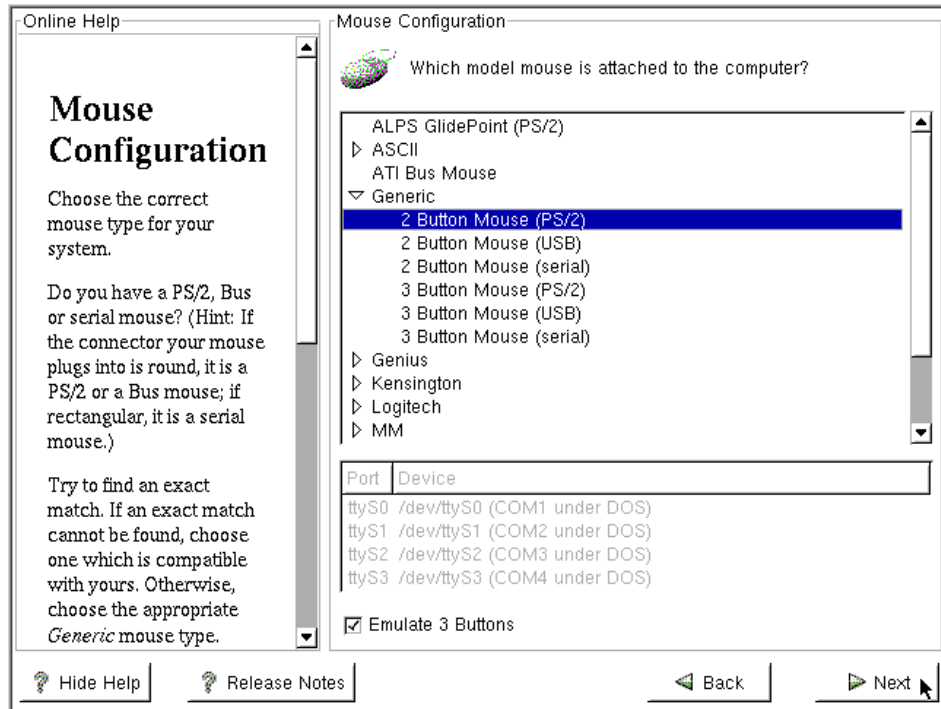 Online Help
Mouse
Configuration
Choose the correct
mouse type for your
system.
Do you have a PS/2, Bus
or serial mouse? (Hint: If
the connector your mouse
plugs into is round, it is a
PS/2 or a Bus mouse; if
rectangular, it is a serial
mouse.)
Try to find an exact
match. If an exact match
cannot be found, choose
one which is compatible
with yours. Otherwise,
choose the appropriate
Generic mouse type.
Mouse Configuration
Which model mouse is attached to the computer?
ALPS GlidePoint (PS/2)
ASCII
ATI Bus Mouse
Generic
2 Button Mouse (PS/2)
2 Button Mouse (USB)
2 Button Mouse (serial)
3 Button Mouse (PS/2)
3 Button Mouse (USB)
3 Button Mouse (serial)
Genius
Kensington
Logitech
MM
Port Device
ttyS0 /dev/ttyS0 (COM1 under DOS)
ttyS1 /dev/ttyS1 (COM2 under DOS)
ttyS2 /dev/ttyS2 (COM3 under DOS)
ttyS3 /dev/ttyS3 (COM4 under DOS)
Emulate 3 Buttons
Hide Help Release Notes Back Next